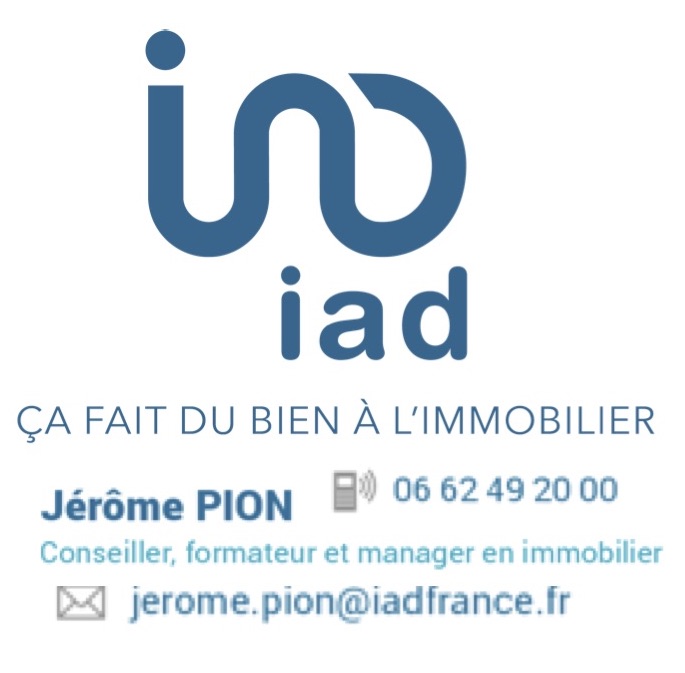 iad
ÇA FAIT DU BIEN À L'IMMOBILIER
Jérôme PION 06 62 49 20 00
Conseiller, formateur et manager en immobilier
jerome.pion@iadfrance.fr